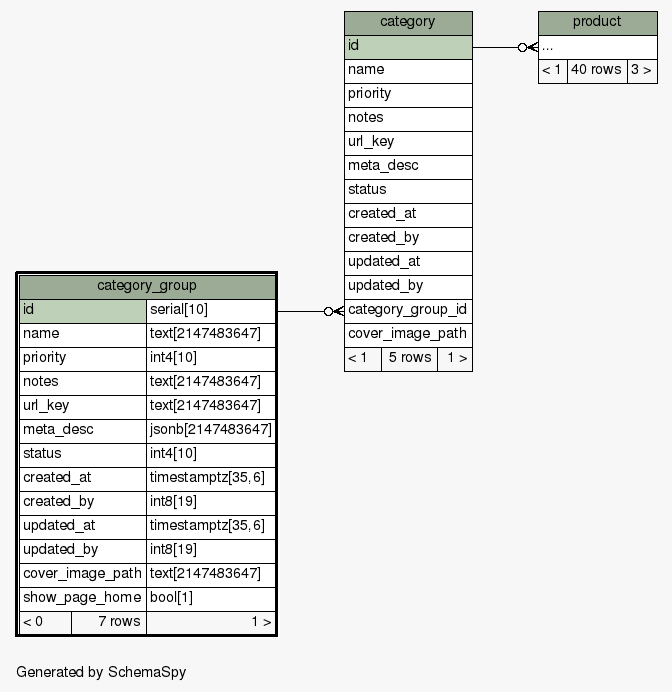 category
id
name
priority
notes
url_key
meta_desc
status
created_at
created_by
updated_at
updated_by
category_group_id
cover_image_path
< 1 5 rows 1 >
product
...
< 1 40 rows 3 >
category_group
id serial[10]
name text[2147483647]
priority int4[10]
notes text[2147483647]
url_key text[2147483647]
meta_desc jsonb[2147483647]
status int4[10]
created_at timestamptz[35,6]
created_by int8[19]
updated_at timestamptz[35,6]
updated_by int8[19]
cover_image_path text[2147483647]
show_page_home bool[1]
< 0 7 rows 1 >
Generated by SchemaSpy